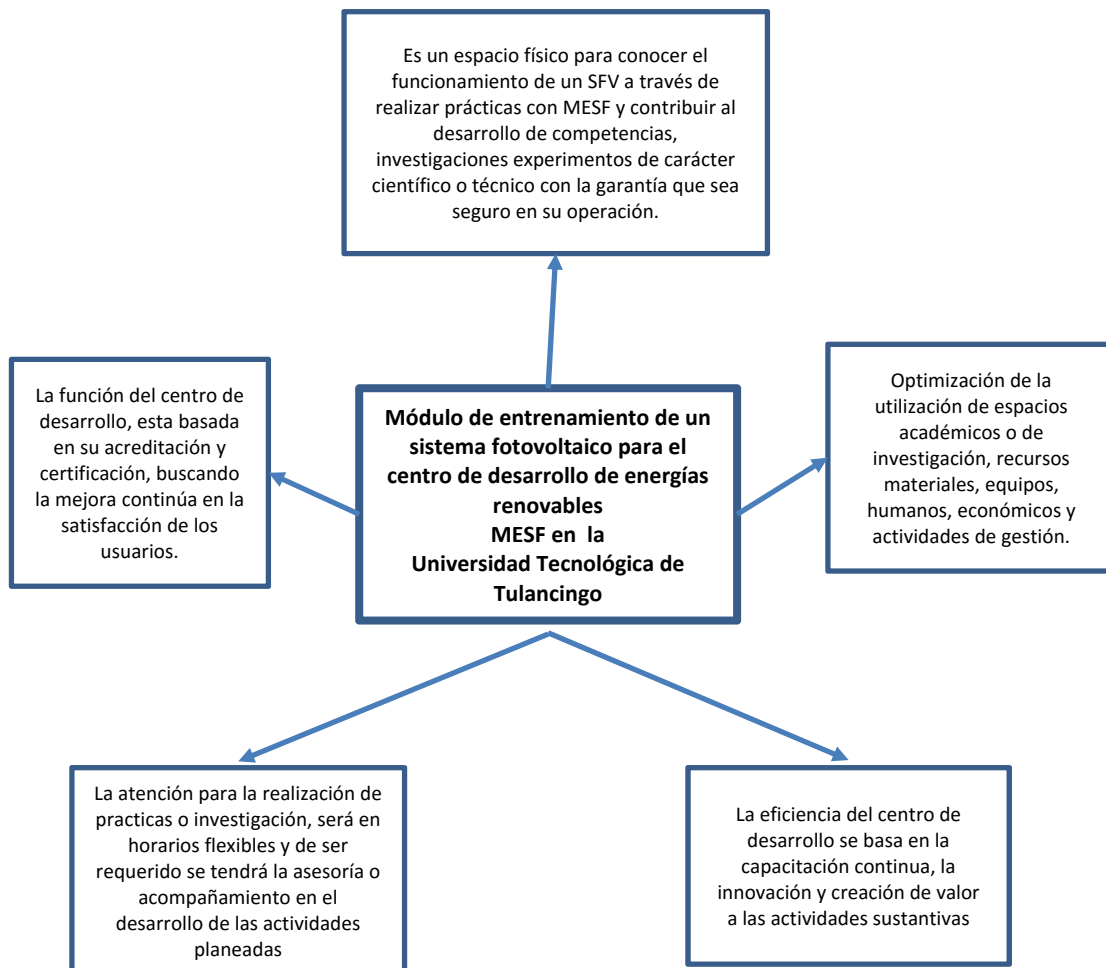 Es un espacio físico para conocer el
funcionamiento de un SFV a través de
realizar prácticas con MESF y contribuir al
desarrollo de competencias,
investigaciones experimentos de carácter
científico o técnico con la garantía que sea
seguro en su operación.
La función del centro de
desarrollo, esta basada
en su acreditación y
certificación, buscando
la mejora continúa en la
satisfacción de los
usuarios.
Módulo de entrenamiento de un
sistema fotovoltaico para el
centro de desarrollo de energías
renovables
MESF en la
Universidad Tecnológica de
Tulancingo
Optimización de la
utilización de espacios
académicos o de
investigación, recursos
materiales, equipos,
humanos, económicos y
actividades de gestión.
La atención para la realización de
practicas o investigación, será en
horarios flexibles y de ser
requerido se tendrá la asesoría o
acompañamiento en el
desarrollo de las actividades
planeadas
La eficiencia del centro de
desarrollo se basa en la
capacitación continua, la
innovación y creación de valor
a las actividades sustantivas